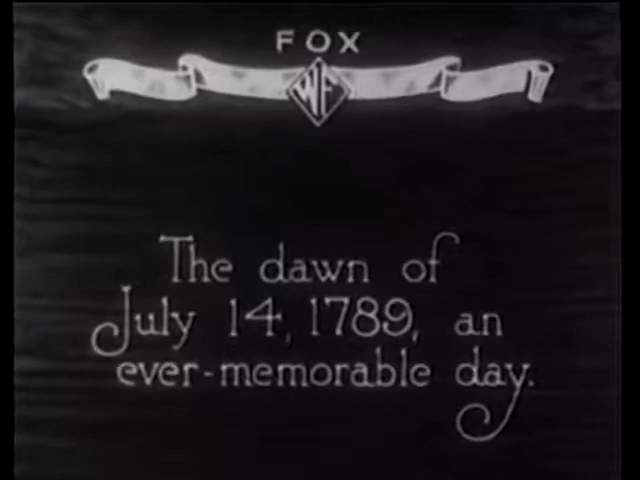 FOX
WF
The dawn of
July 14, 1789, an
ever-memorable day.